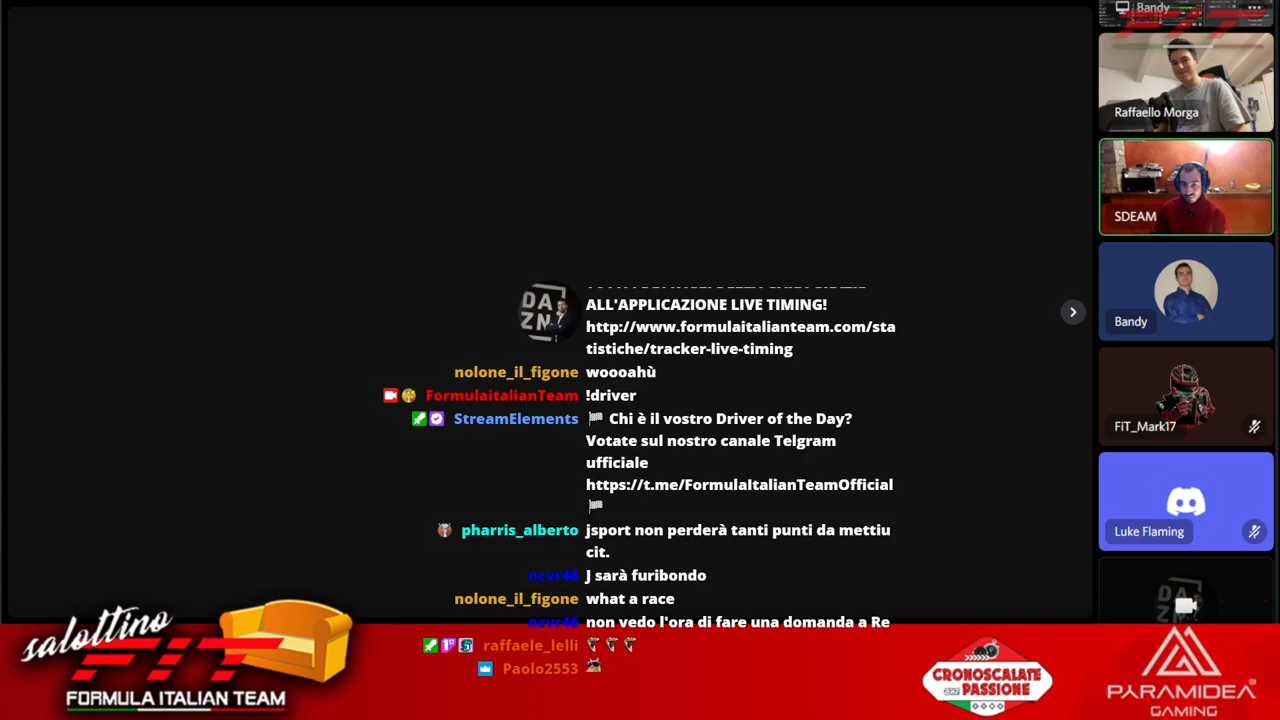 Bandy
Raffaello Morga
SDEAM
Bandy
FiT_Mark17
Luke Flaming
DA
ZN
ALL'APPLICAZIONE LIVE TIMING!
http://www.formulaitalianteam.com/sta
tistiche/tracker-live-timing
nolone_il_figone woooahù
FormulaitalianTeam !driver
StreamElements 🏁 Chi è il vostro Driver of the Day?
Votate sul nostro canale Telgram
ufficiale
https://t.me/FormulaItalianTeamOfficial
🏁
pharris_alberto jsport non perderà tanti punti da mettiu
cit.
ncvr46 J sarà furibondo
nolone_il_figone what a race
ncvr46 non vedo l'ora di fare una domanda a Re
raffaele_lelli
Paolo2553
salottino
FIT
FORMULA ITALIAN TEAM
CRONOSCALATE
CHE
PASSIONE
PARAMIDEA
GAMING